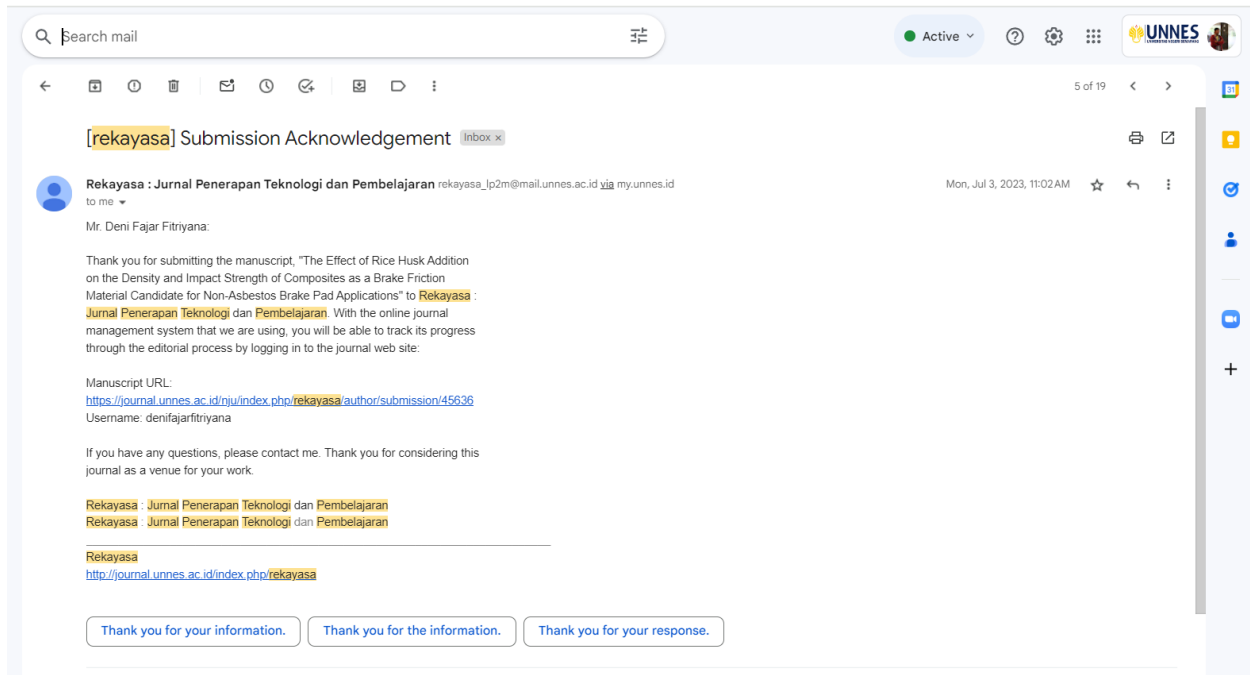 Search mail
Active
UNNES
5 of 19
31
[rekayasa] Submission Acknowledgement Inbox ×
Rekayasa : Jurnal Penerapan Teknologi dan Pembelajaran rekayasa_lp2m@mail.unnes.ac.id via my.unnes.id
Mon, Jul 3, 2023, 11:02 AM
to me
Mr. Deni Fajar Fitriyana:
Thank you for submitting the manuscript, "The Effect of Rice Husk Addition
on the Density and Impact Strength of Composites as a Brake Friction
Material Candidate for Non-Asbestos Brake Pad Applications" to Rekayasa :
Jurnal Penerapan Teknologi dan Pembelajaran. With the online journal
management system that we are using, you will be able to track its progress
through the editorial process by logging in to the journal web site:
Manuscript URL:
https://journal.unnes.ac.id/nju/index.php/rekayasa/author/submission/45636
Username: denifajarfitriyana
If you have any questions, please contact me. Thank you for considering this
journal as a venue for your work.
Rekayasa : Jurnal Penerapan Teknologi dan Pembelajaran
Rekayasa : Jurnal Penerapan Teknologi dan Pembelajaran
Rekayasa
http://journal.unnes.ac.id/index.php/rekayasa
Thank you for your information.
Thank you for the information.
Thank you for your response.